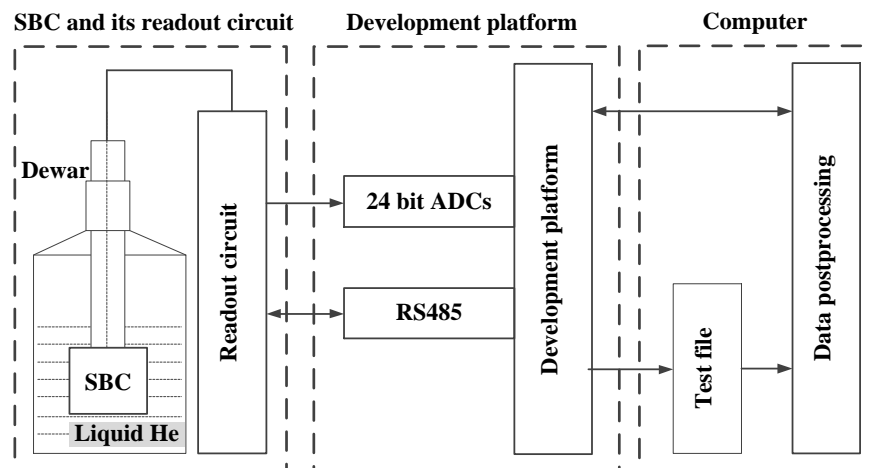 SBC and its readout circuit
Development platform
Computer
Dewar
SBC
Liquid He
Readout circuit
24 bit ADCs
RS485
Development platform
Test file
Data postprocessing